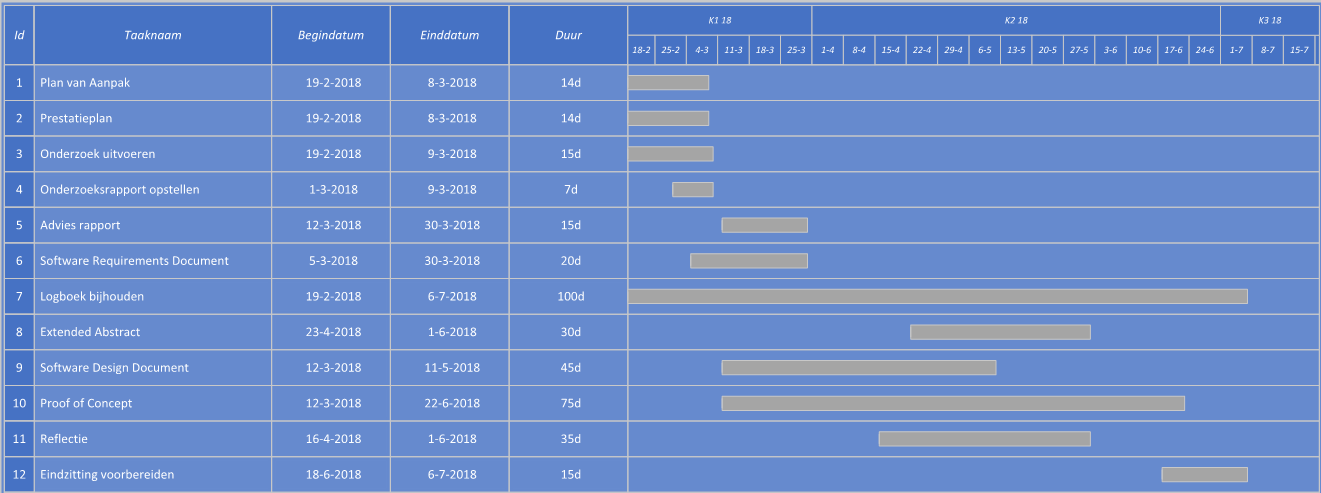 Id Taaknaam Begindatum Einddatum Duur K1 18 K2 18 K3 18
18-2 25-2 4-3 11-3 18-3 25-3 1-4 8-4 15-4 22-4 29-4 6-5 13-5 20-5 27-5 3-6 10-6 17-6 24-6 1-7 8-7 15-7
1 Plan van Aanpak 19-2-2018 8-3-2018 14d
2 Prestatieplan 19-2-2018 8-3-2018 14d
3 Onderzoek uitvoeren 19-2-2018 9-3-2018 15d
4 Onderzoeksrapport opstellen 1-3-2018 9-3-2018 7d
5 Advies rapport 12-3-2018 30-3-2018 15d
6 Software Requirements Document 5-3-2018 30-3-2018 20d
7 Logboek bijhouden 19-2-2018 6-7-2018 100d
8 Extended Abstract 23-4-2018 1-6-2018 30d
9 Software Design Document 12-3-2018 11-5-2018 45d
10 Proof of Concept 12-3-2018 22-6-2018 75d
11 Reflectie 16-4-2018 1-6-2018 35d
12 Eindzitting voorbereiden 18-6-2018 6-7-2018 15d